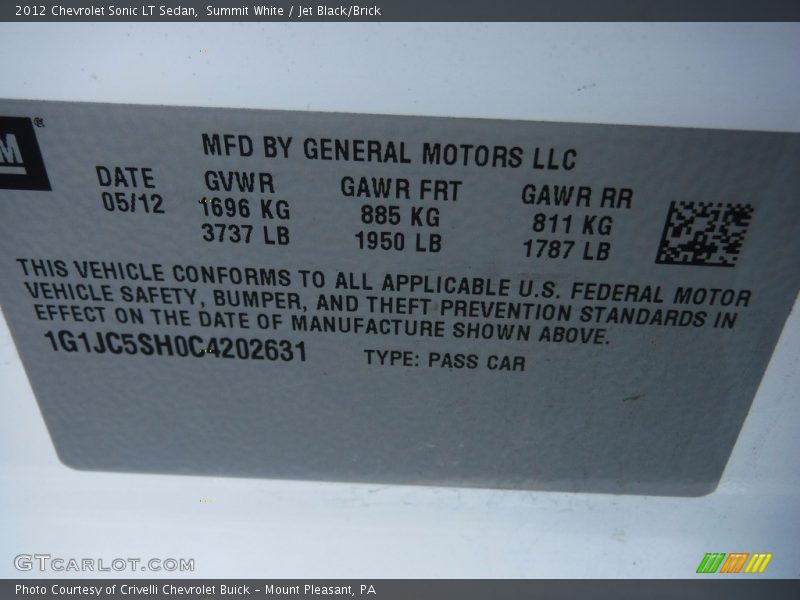 2012 Chevrolet Sonic LT Sedan,  Summit White / Jet Black/Brick
M ®
MFD BY GENERAL MOTORS LLC
DATE GVWR GAWR FRT GAWR RR
05/12 1696 KG 885 KG 811 KG
3737 LB 1950 LB 1787 LB
THIS VEHICLE CONFORMS TO ALL APPLICABLE U.S. FEDERAL MOTOR
VEHICLE SAFETY, BUMPER, AND THEFT PREVENTION STANDARDS IN
EFFECT ON THE DATE OF MANUFACTURE SHOWN ABOVE.
1G1JC5SH0C4202631 TYPE: PASS CAR
GTCARLOT.COM
Photo Courtesy of Crivelli Chevrolet Buick - Mount Pleasant, PA